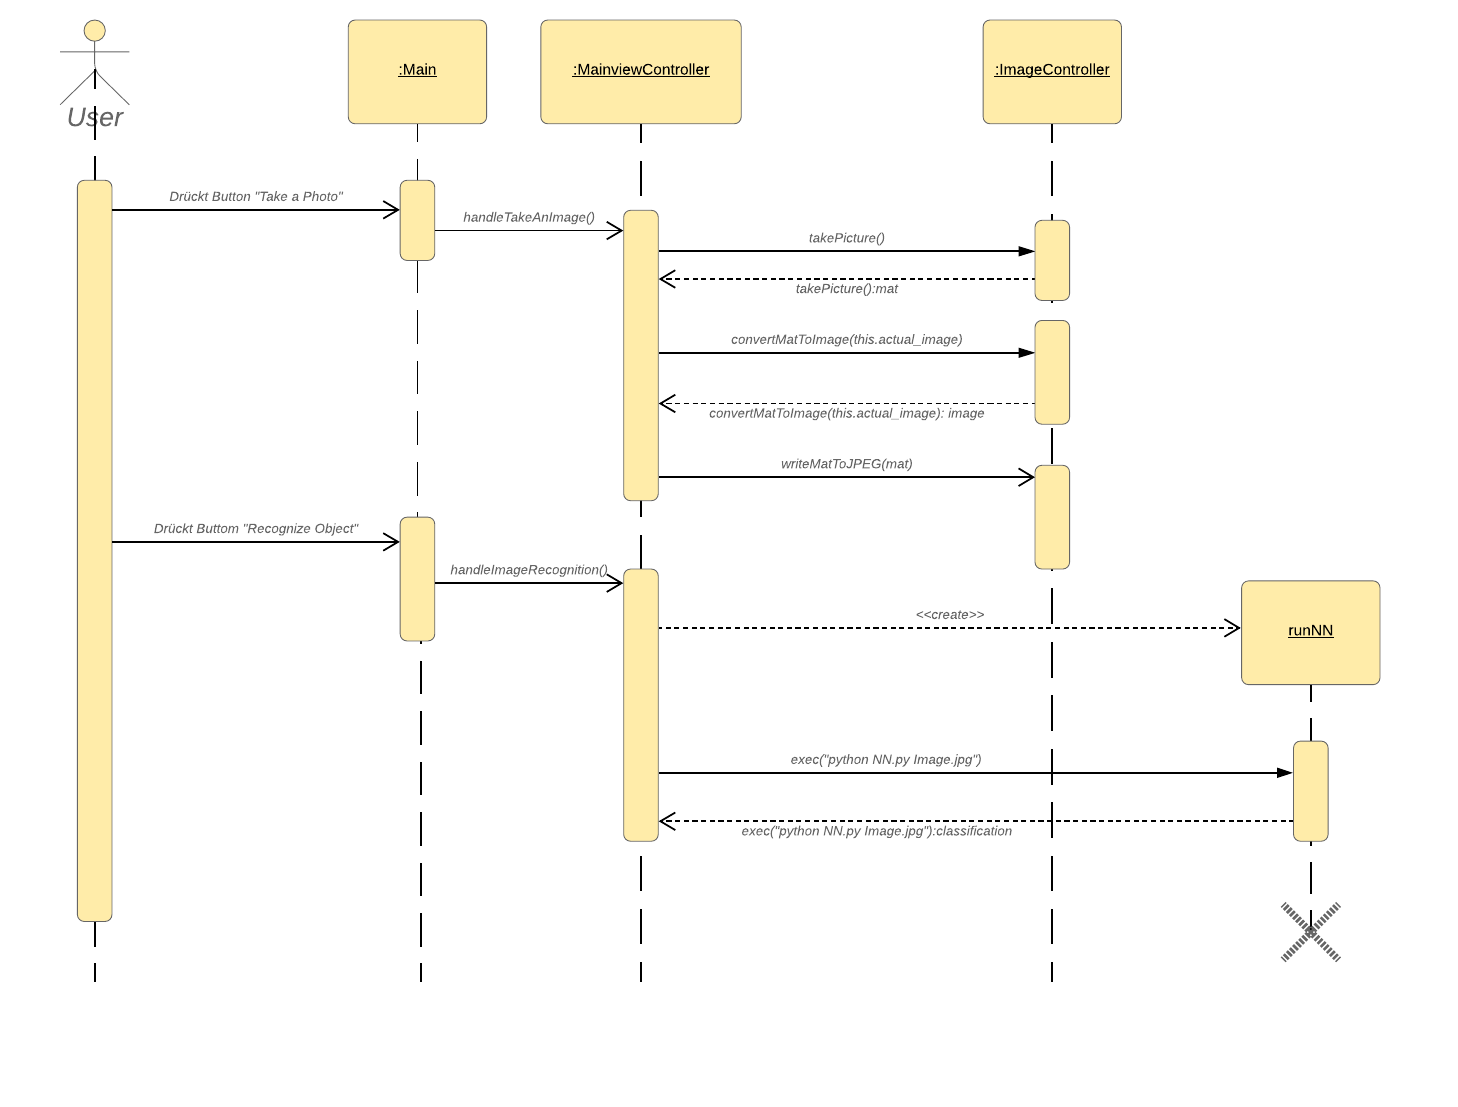 User
:Main
:MainviewController
:ImageController
Drückt Button "Take a Photo"
handleTakeAnImage()
takePicture()
takePicture():mat
convertMatToImage(this.actual_image)
convertMatToImage(this.actual_image): image
writeMatToJPEG(mat)
Drückt Buttom "Recognize Object"
handleImageRecognition()
<<create>>
runNN
exec("python NN.py Image.jpg")
exec("python NN.py Image.jpg"):classification